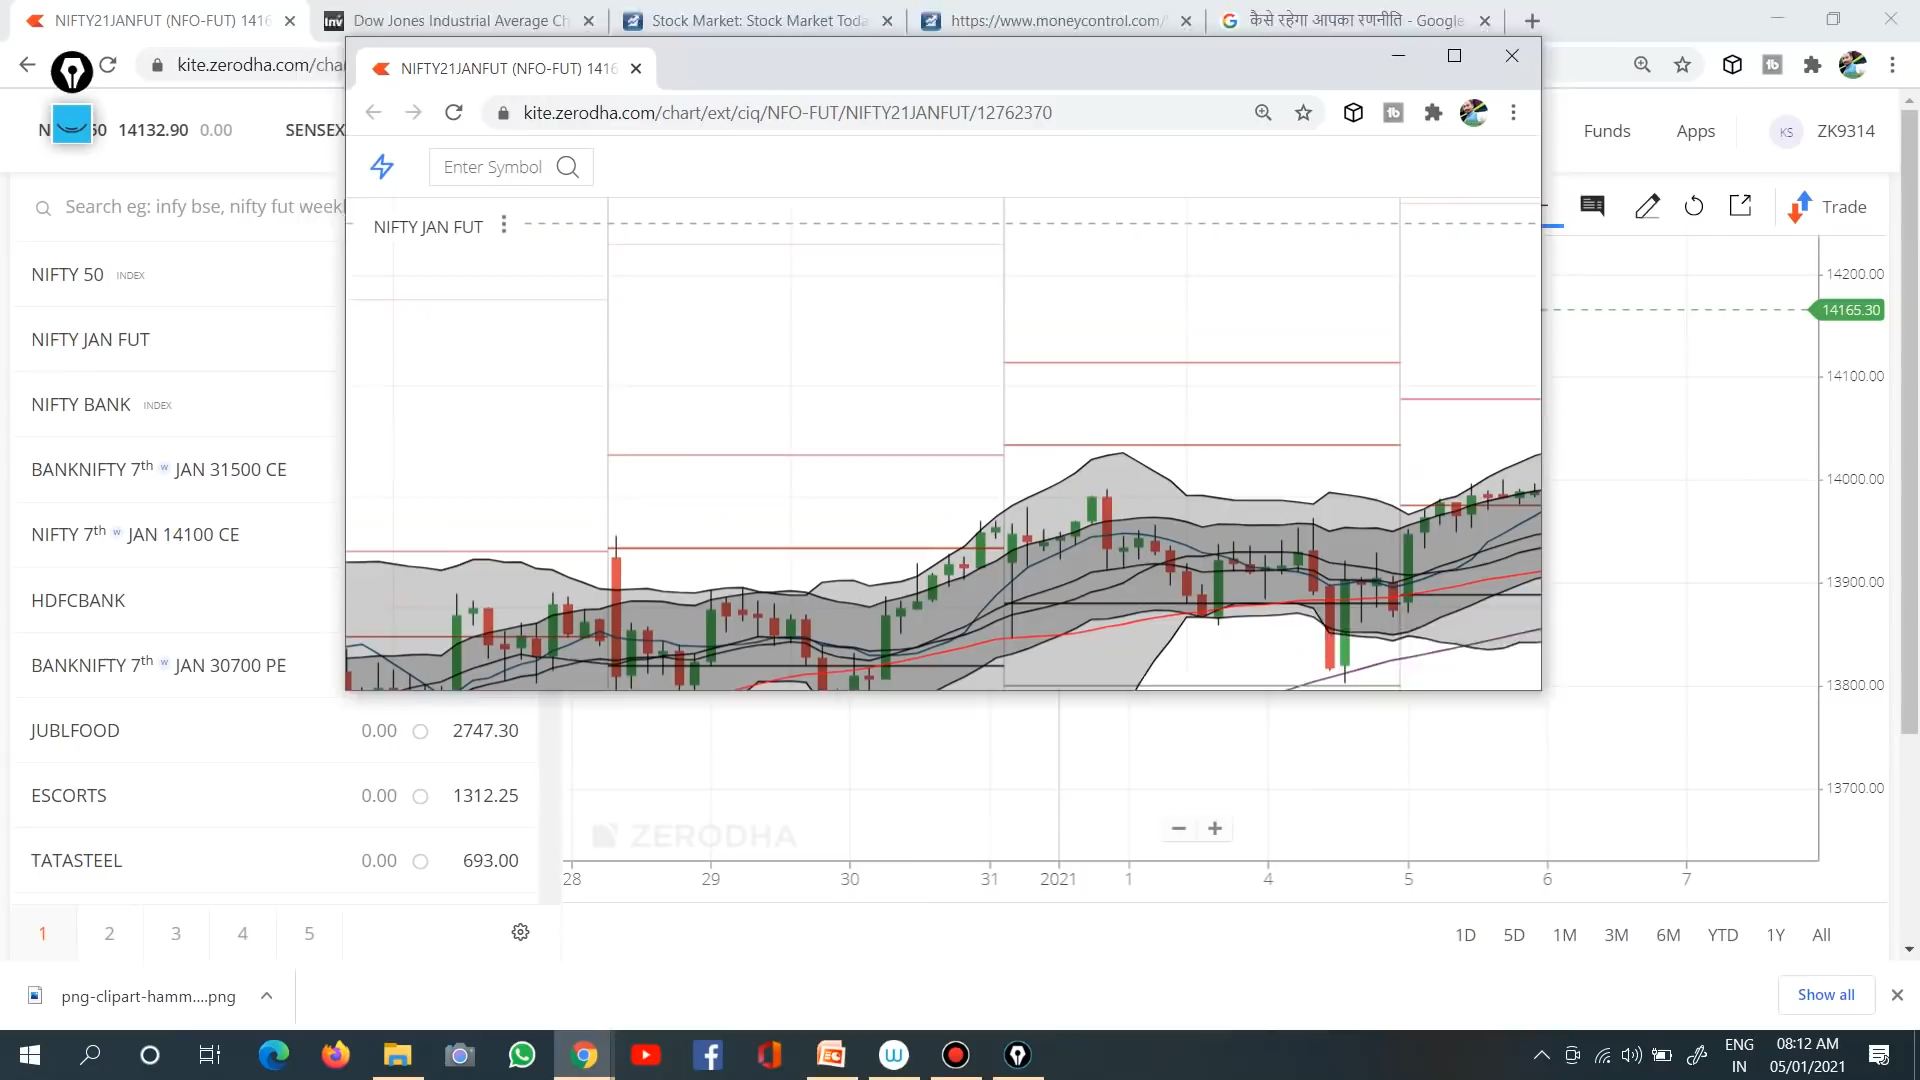 NIFTY21JANFUT (NFO-FUT) 1416
Dow Jones Industrial Average Ch
Stock Market: Stock Market Toda
https://www.moneycontrol.com/
कैसे रहेगा आपका रणनीति - Google
kite.zerodha.com/cha
NIFTY21JANFUT (NFO-FUT) 1416
kite.zerodha.com/chart/ext/ciq/NFO-FUT/NIFTY21JANFUT/12762370
14132.90 0.00 SENSEX
Funds Apps KS ZK9314
Enter Symbol
Search eg: infy bse, nifty fut weekl
Trade
NIFTY JAN FUT
NIFTY 50 INDEX
NIFTY JAN FUT
NIFTY BANK INDEX
BANKNIFTY 7th w JAN 31500 CE
NIFTY 7th w JAN 14100 CE
HDFCBANK
BANKNIFTY 7th w JAN 30700 PE
JUBLFOOD 0.00 2747.30
ESCORTS 0.00 1312.25
TATASTEEL 0.00 693.00
14200.00
14165.30
14100.00
14000.00
13900.00
13800.00
13700.00
ZERODHA
28 29 30 31 2021 1 4 5 6 7
1 2 3 4 5
1D 5D 1M 3M 6M YTD 1Y All
png-clipart-hamm....png
Show all
ENG
IN
08:12 AM
05/01/2021